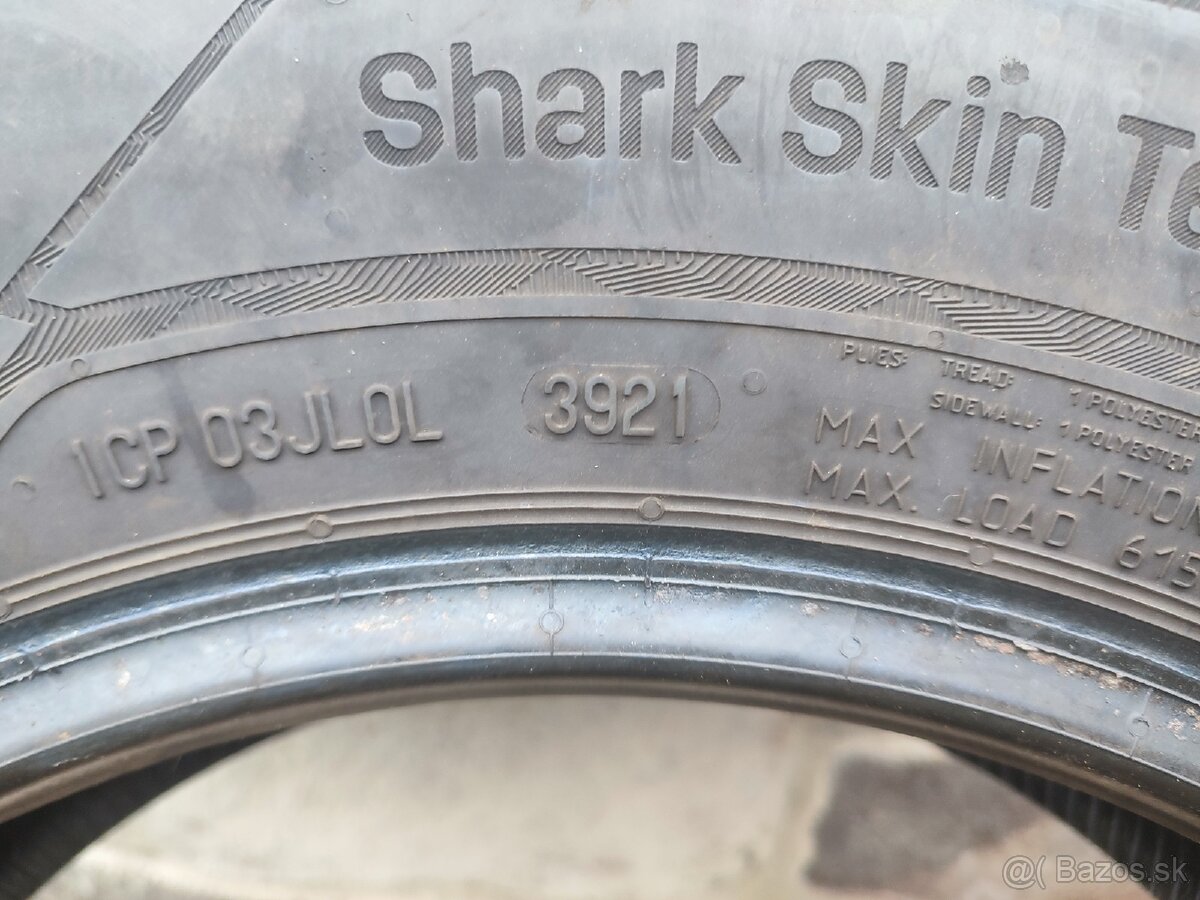 Shark Skin
1CP 03JL0L 3921
PLIES: TREAD: 1 POLYESTER
SIDEWALL: 1 POLYESTER
MAX INFLATION
MAX. LOAD 615
@( Bazos.sk